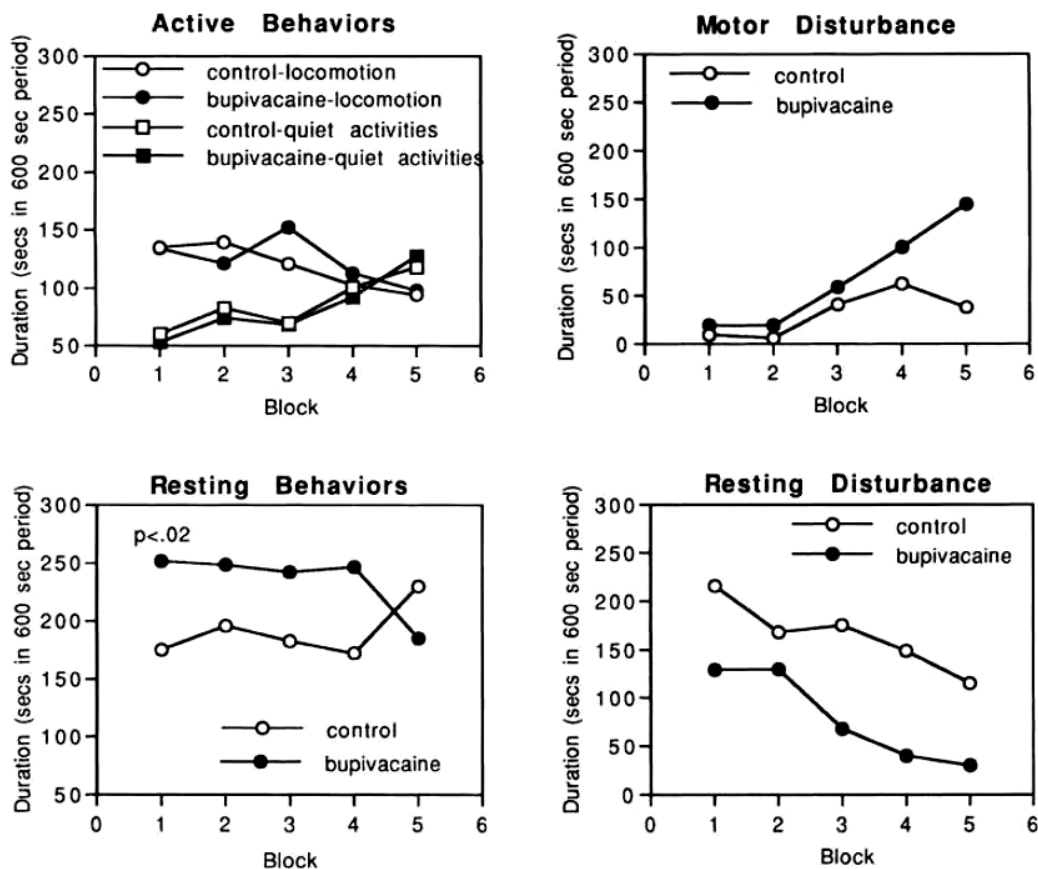 Active Behaviors
Duration (secs in 600 sec period)
300
250
200
150
100
50
control-locomotion
bupivacaine-locomotion
control-quiet activities
bupivacaine-quiet activities
0 1 2 3 4 5 6
Block
Motor Disturbance
Duration (secs in 600 sec period)
300
250
200
150
100
50
0
control
bupivacaine
0 1 2 3 4 5 6
Block
Resting Behaviors
Duration (secs in 600 sec period)
300
250
200
150
100
50
p<.02
control
bupivacaine
0 1 2 3 4 5 6
Block
Resting Disturbance
Duration (secs in 600 sec period)
300
250
200
150
100
50
0
control
bupivacaine
0 1 2 3 4 5 6
Block